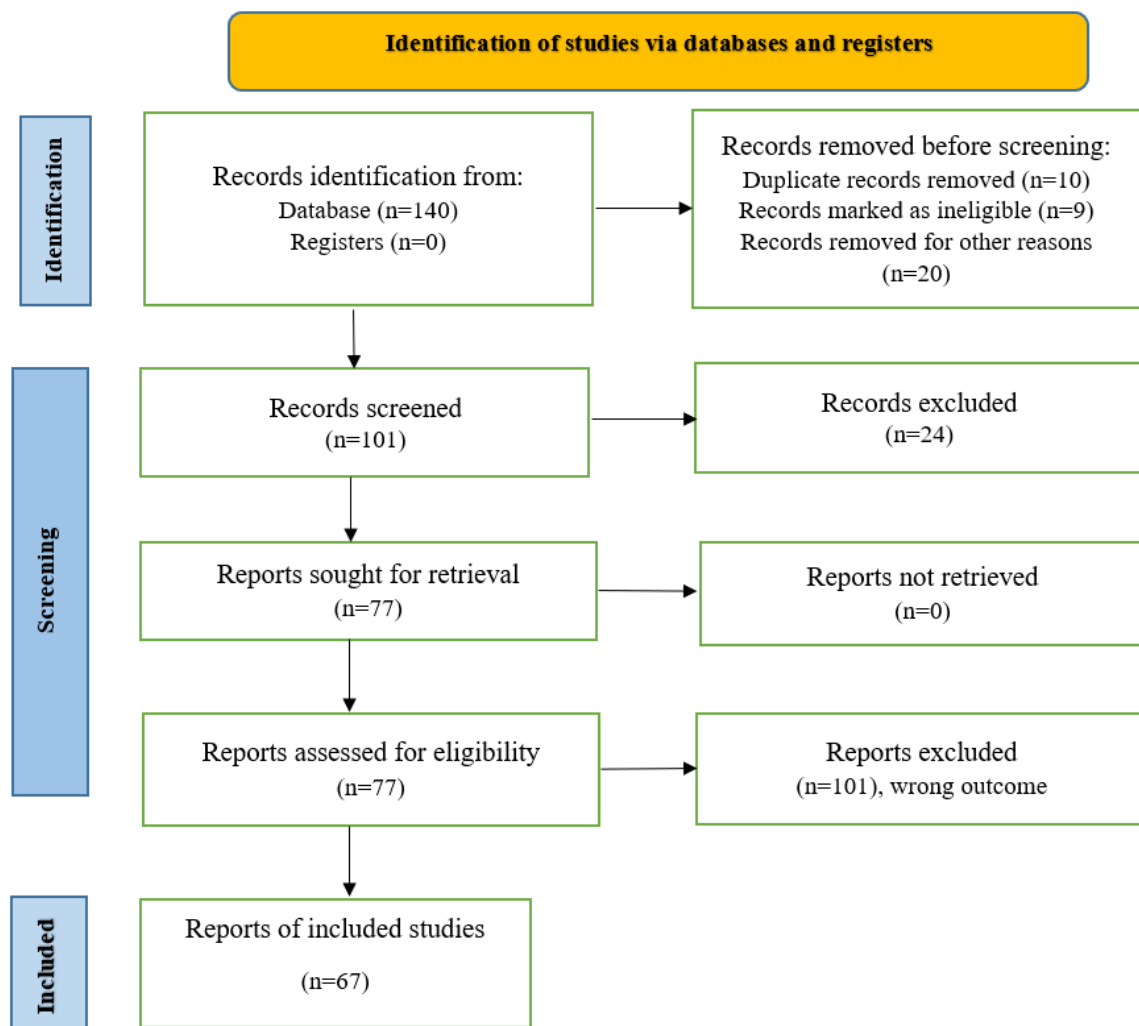 Identification of studies via databases and registers
Identification
Records identification from:
Database (n=140)
Registers (n=0)
Records removed before screening:
Duplicate records removed (n=10)
Records marked as ineligible (n=9)
Records removed for other reasons
(n=20)
Screening
Records screened
(n=101)
Records excluded
(n=24)
Reports sought for retrieval
(n=77)
Reports not retrieved
(n=0)
Reports assessed for eligibility
(n=77)
Reports excluded
(n=101), wrong outcome
Included
Reports of included studies
(n=67)